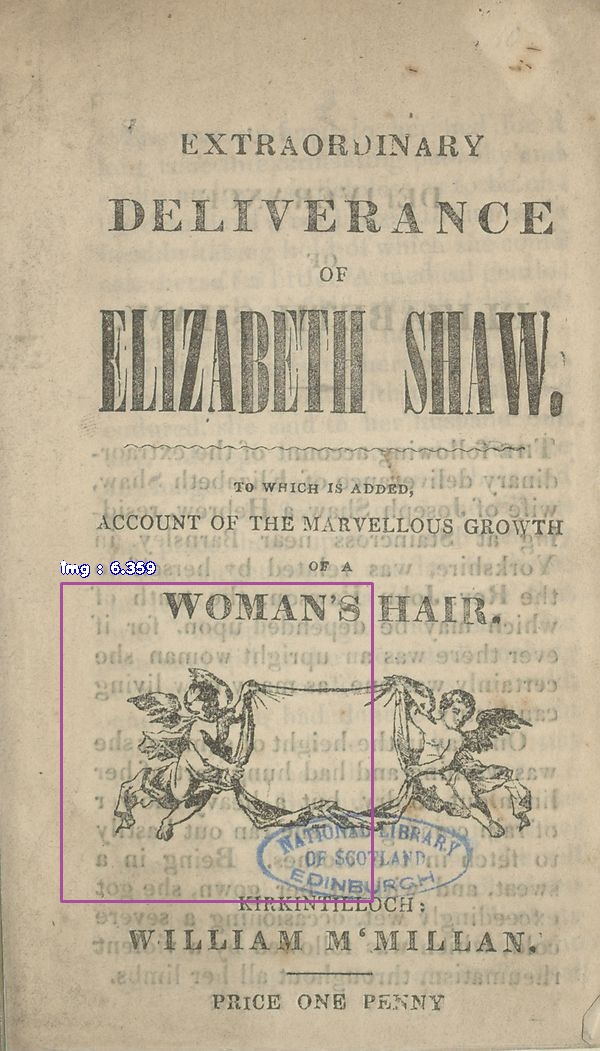 EXTRAORDINARY
DELIVERANCE
OF
ELIZABETH SHAW.
TO WHICH IS ADDED,
ACCOUNT OF THE MARVELLOUS GROWTH
OF A
img : 6.359
WOMAN'S HAIR.
NATIONAL LIBRARY
OF SCOTLAND
EDINBURGH
KIRKINTILLOCH:
WILLIAM M‘MILLAN.
PRICE ONE PENNY